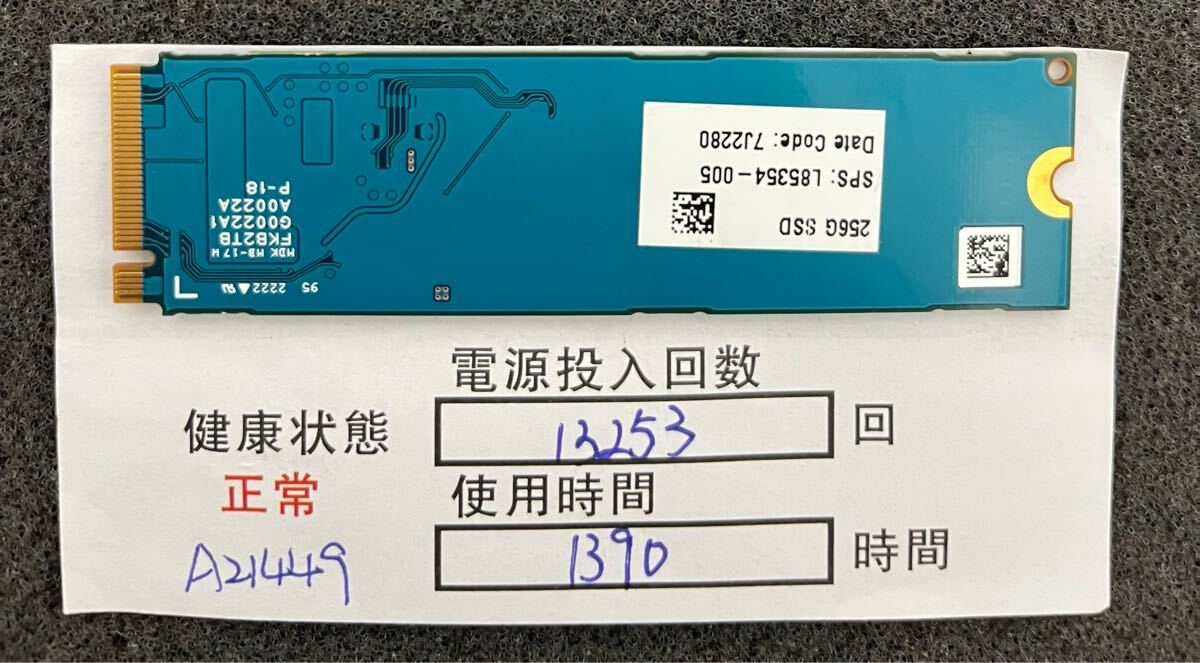 Date Code: 7J2280
SPS: L85354-005
256G SSD
P-18
A0022A
G0022A1
FKB2TB
MDK MB-17 W
95 2222
電源投入回数
健康状態
13253 回
正常
使用時間
A21449
1390 時間